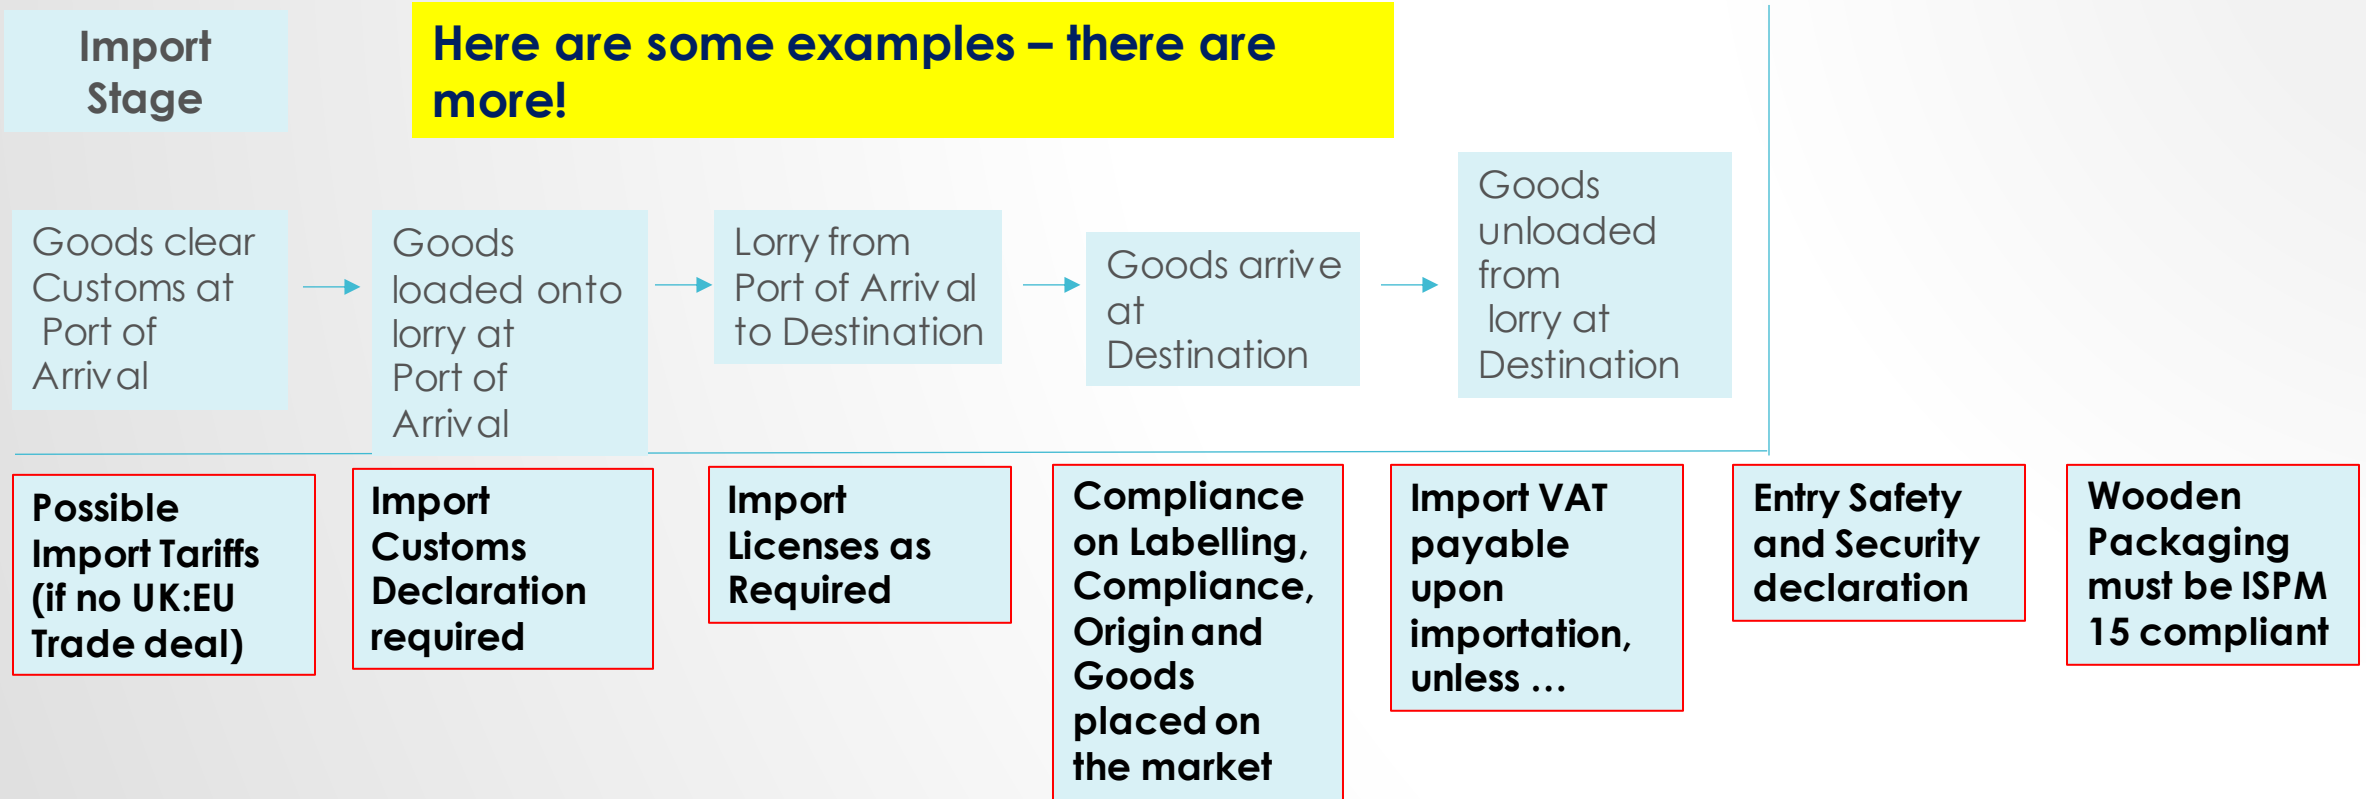 Import
Stage
Here are some examples – there are
more!
Goods clear
Customs at
Port of
Arrival
Goods
loaded onto
lorry at
Port of
Arrival
Lorry from
Port of Arrival
to Destination
Goods arrive
at
Destination
Goods
unloaded
from
lorry at
Destination
Possible
Import Tariffs
(if no UK:EU
Trade deal)
Import
Customs
Declaration
required
Import
Licenses as
Required
Compliance
on Labelling,
Compliance,
Origin and
Goods
placed on
the market
Import VAT
payable
upon
importation,
unless …
Entry Safety
and Security
declaration
Wooden
Packaging
must be ISPM
15 compliant